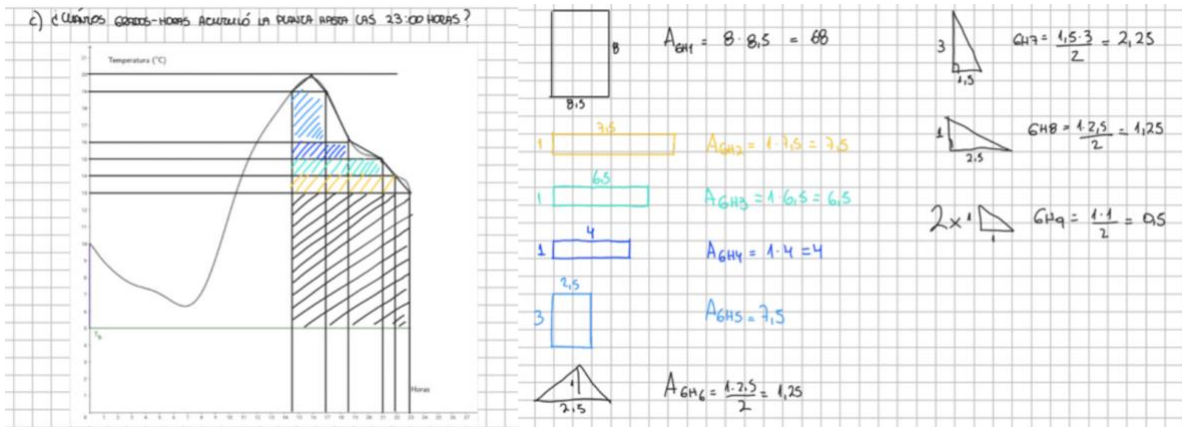 c) ¿CUÁNTOS GRADOS-HORAS ACUMULÓ LA PLANTA HASTA LAS 23:00 HORAS?
Temperatura (°C)
Horas
8
8,5
A GH1 = 8·8,5 = 68
7,5
1
A GH2 = 1·7,5 = 7,5
6,5
1
A GH3 = 1·6,5 = 6,5
4
1
A GH4 = 1·4 = 4
2,5
3
A GH5 = 7,5
1
2,5
A GH6 = 1·2,5 / 2 = 1,25
3
1,5
GH7 = 1,5·3 / 2 = 2,25
1
2,5
GH8 = 1·2,5 / 2 = 1,25
2 x 1
1
GH9 = 1·1 / 2 = 0,5